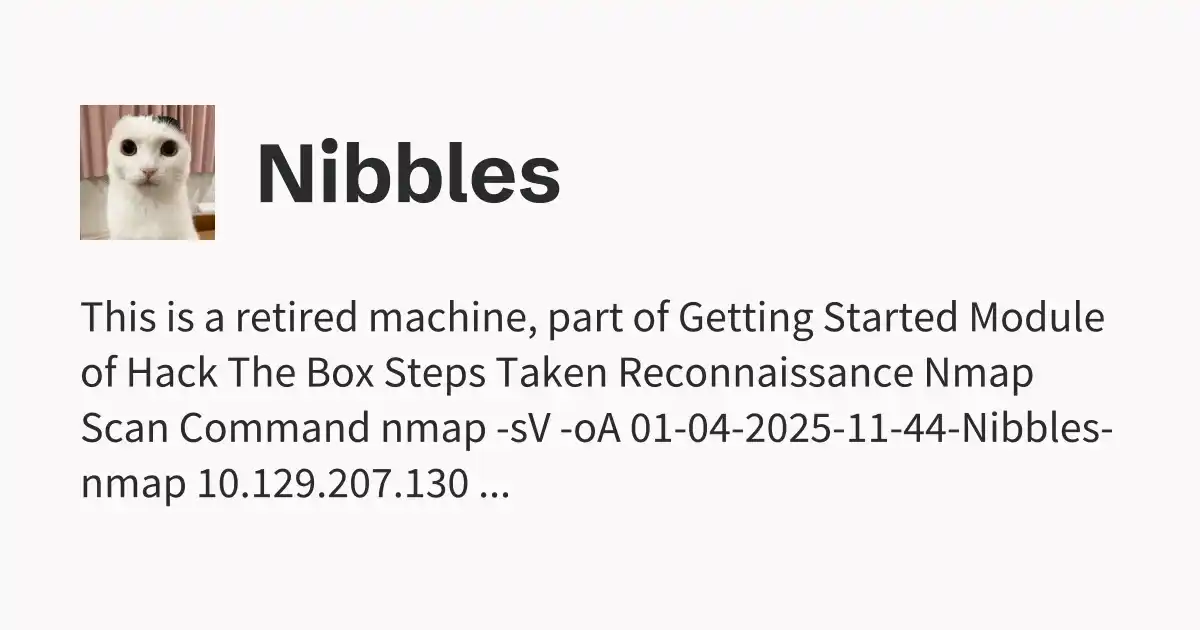 Nibbles
This is a retired machine, part of Getting Started Module
of Hack The Box Steps Taken Reconnaissance Nmap
Scan Command nmap -sV -oA 01-04-2025-11-44-Nibbles-
nmap 10.129.207.130 ...